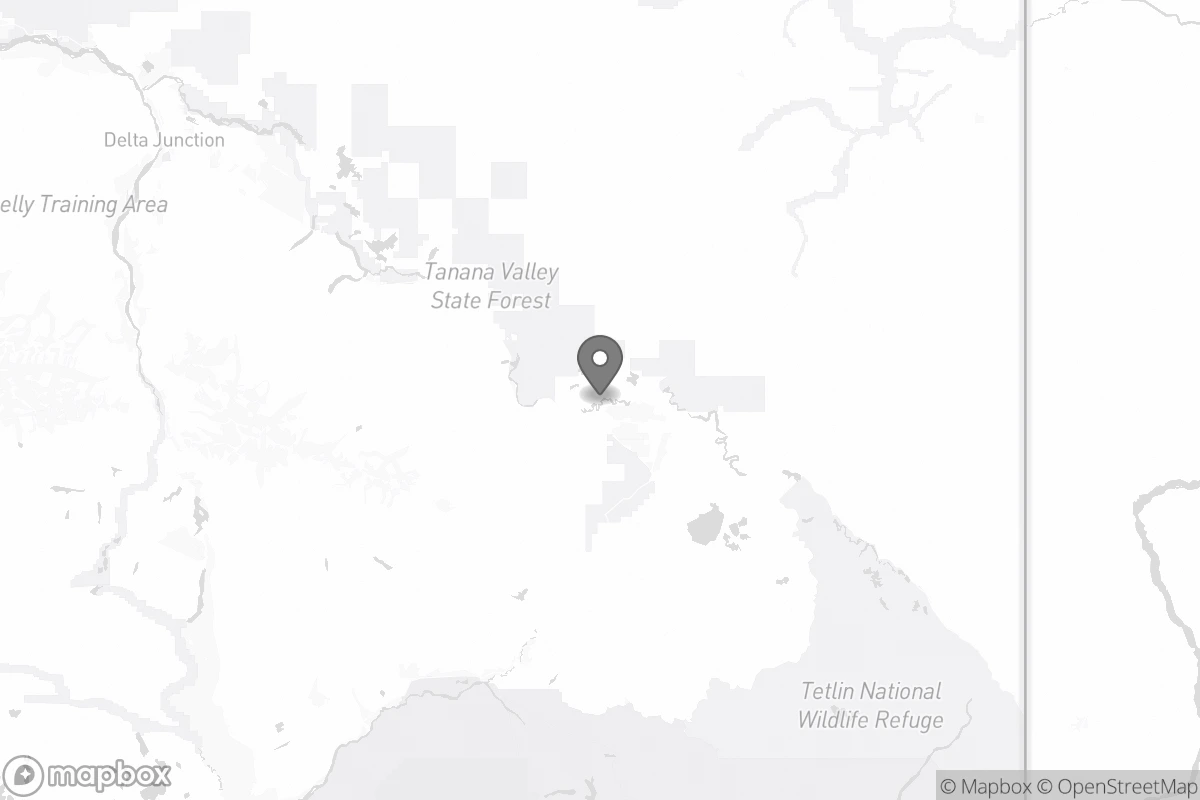 Delta Junction
elly Training Area
Tanana Valley
State Forest
Tetlin National
Wildlife Refuge
mapbox
© Mapbox © OpenStreetMap